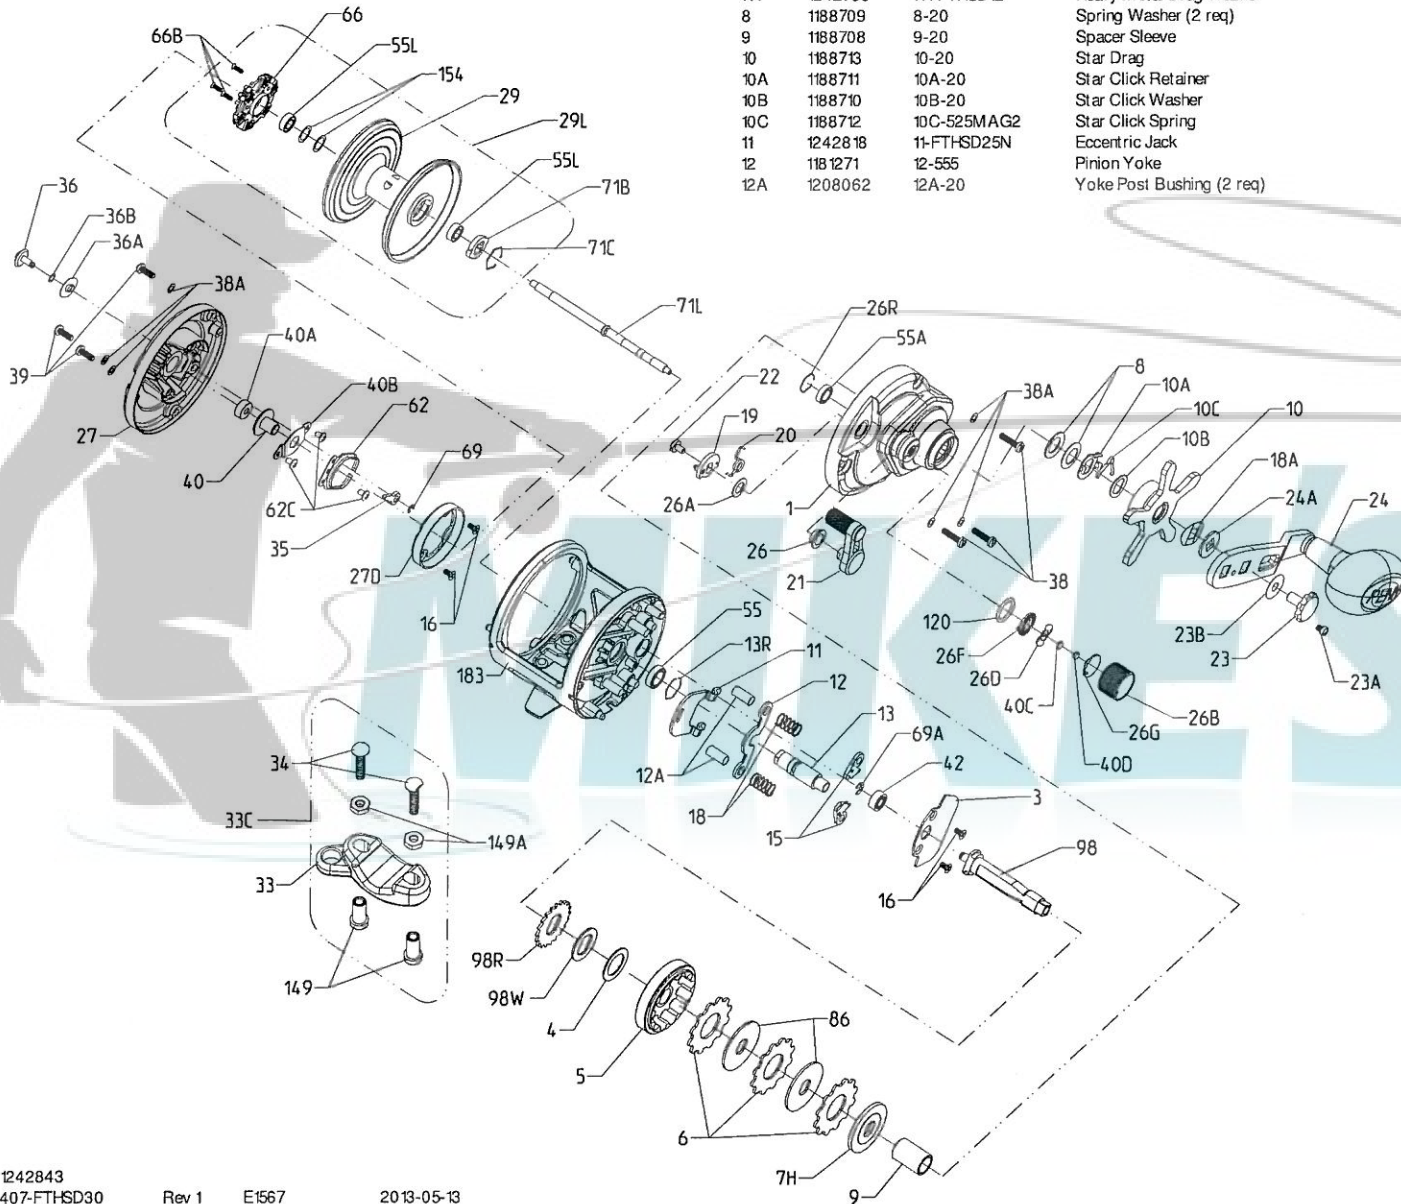 8 1188709 8-20 Spring Washer (2 req)
9 1188708 9-20 Spacer Sleeve
10 1188713 10-20 Star Drag
10A 1188711 10A-20 Star Click Retainer
10B 1188710 10B-20 Star Click Washer
10C 1188712 10C-525MAG2 Star Click Spring
11 1242818 11-FTHSD25N Eccentric Jack
12 1181271 12-555 Pinion Yoke
12A 1208062 12A-20 Yoke Post Bushing (2 req)
66
66B
55L
154
29
29L
55L
71B
71C
36
36B
36A
38A
71L
40A
39
40B
62
27
40
69
62C
35
27D
16
26R
55A
22
19
20
26A
1
38A
8
10A
10C
10
10B
18A
24A
24
26
21
38
120
26F
26D
40C
40D
26G
26B
23B
23
23A
MIKE'S
PENN
183
55
13R
11
12
13
69A
42
12A
18
15
3
98
16
34
33C
149A
33
149
98R
98W
4
5
86
6
7H
9
1242843
407-FTHSD30 Rev 1 E1567 2013-05-13